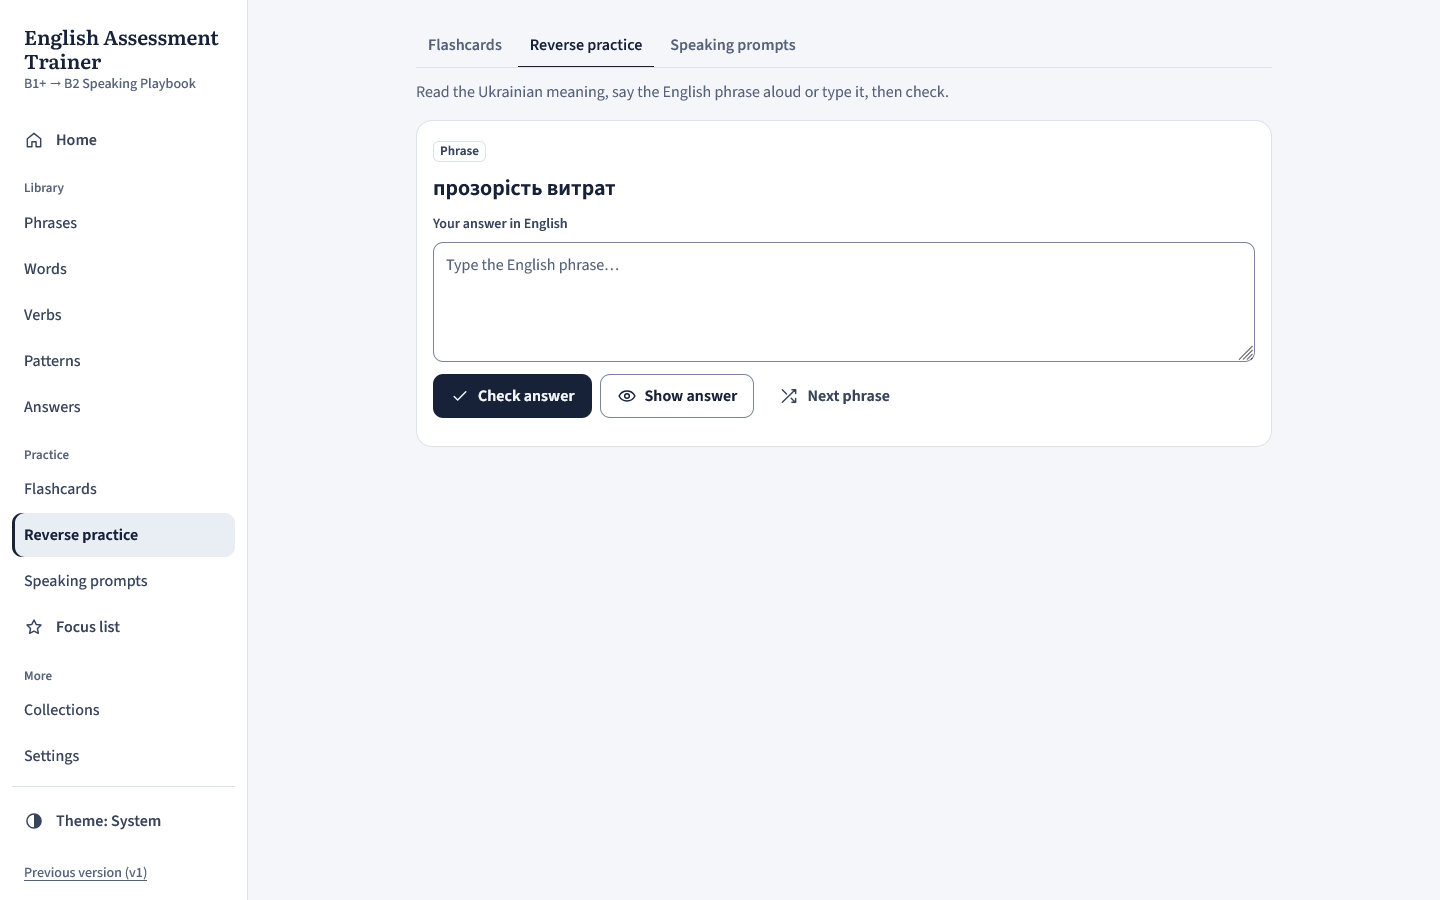 English Assessment
Trainer
B1+ → B2 Speaking Playbook
Home
Library
Phrases
Words
Verbs
Patterns
Answers
Practice
Flashcards
Reverse practice
Speaking prompts
Focus list
More
Collections
Settings
Theme: System
Previous version (v1)
Flashcards Reverse practice Speaking prompts
Read the Ukrainian meaning, say the English phrase aloud or type it, then check.
Phrase
прозорість витрат
Your answer in English
Type the English phrase…
Check answer Show answer Next phrase